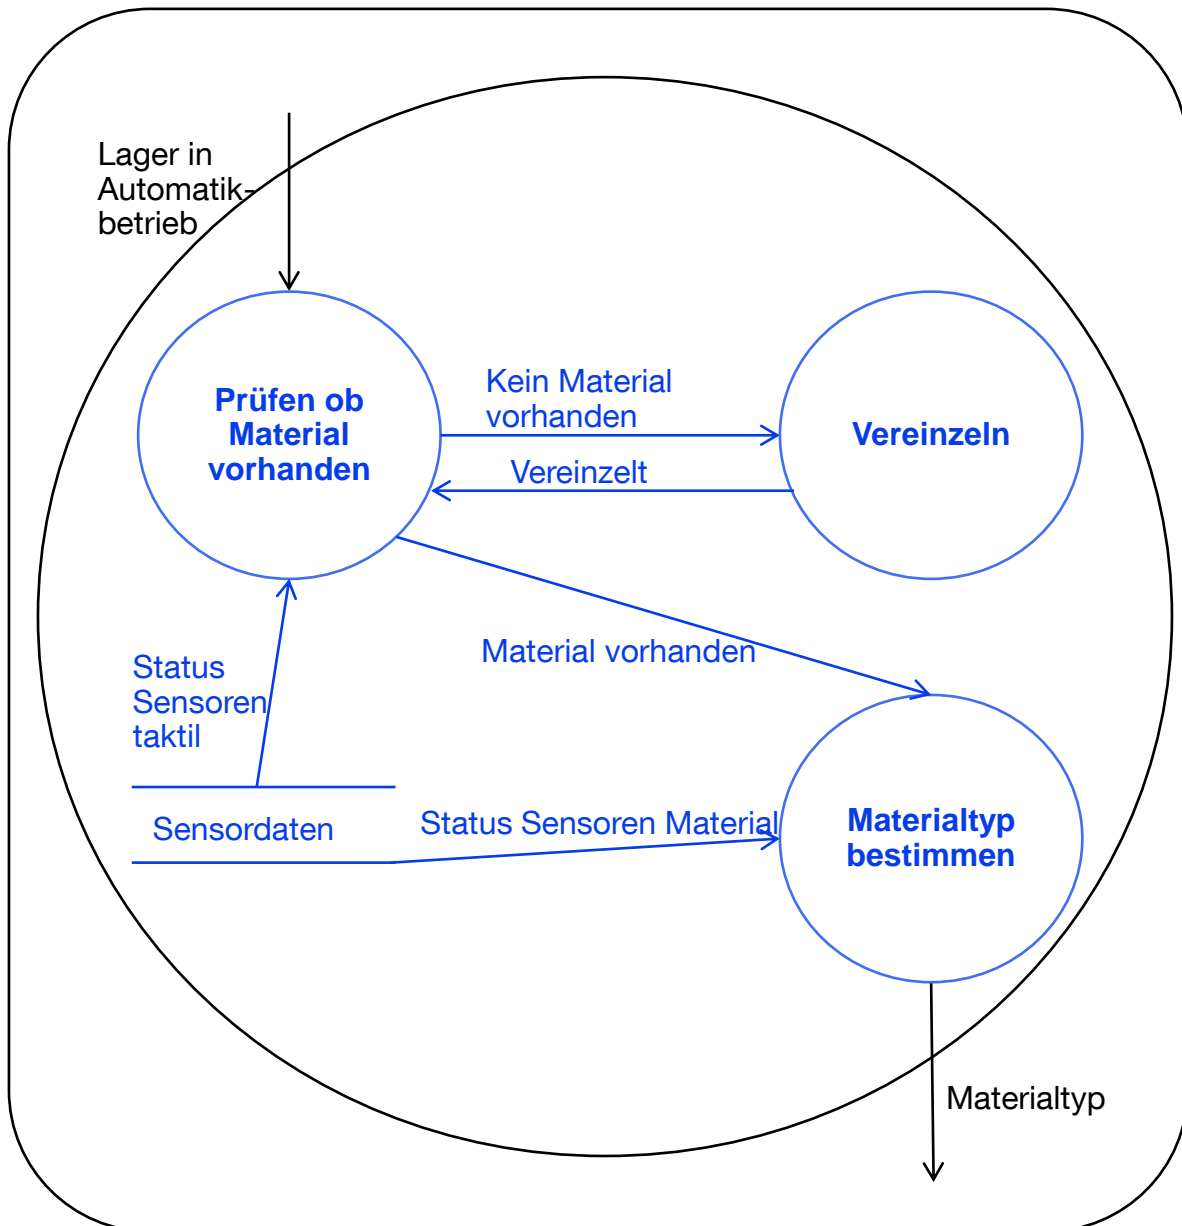 Lager in
Automatik-
betrieb
Prüfen ob
Material
vorhanden
Kein Material
vorhanden
Vereinzeln
Vereinzelt
Material vorhanden
Status
Sensoren
taktil
Sensordaten
Status Sensoren Material
Materialtyp
bestimmen
Materialtyp